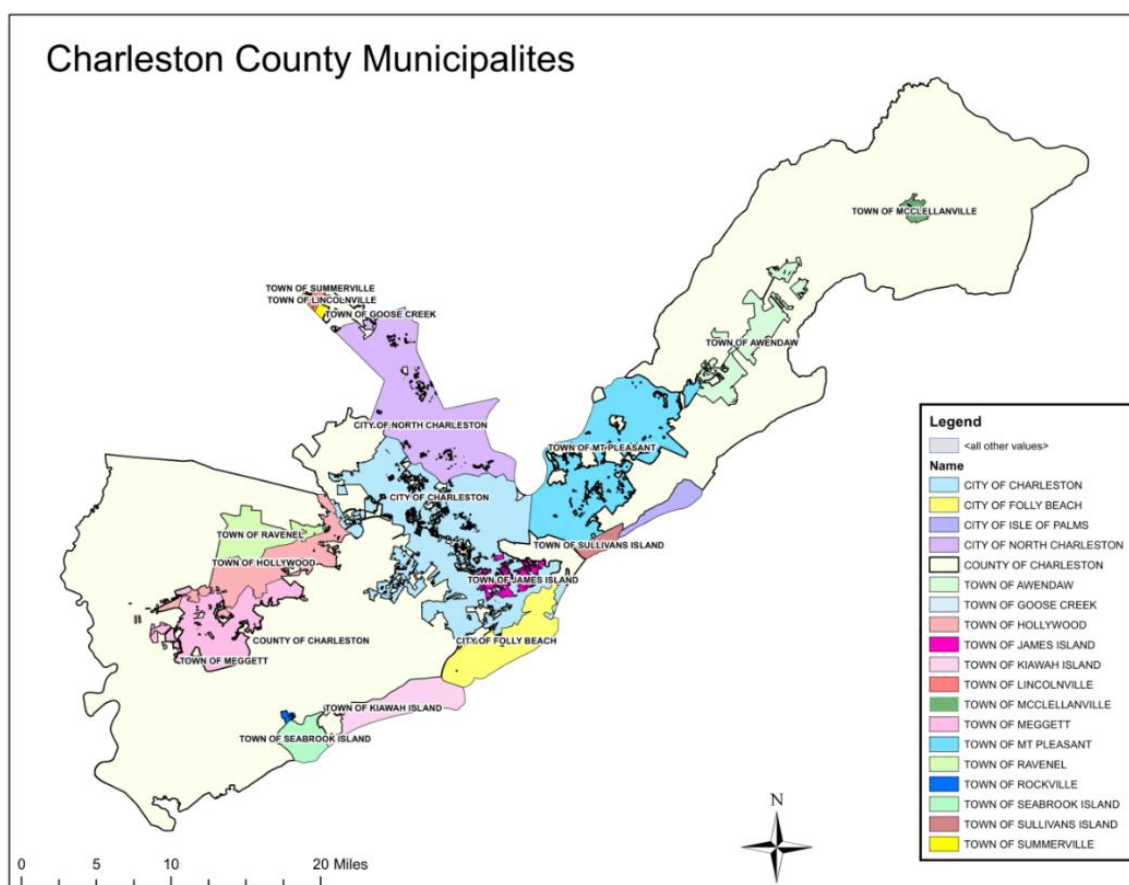 Charleston County Municipalites
TOWN OF MCCLELLANVILLE
TOWN OF SUMMERVILLE
TOWN OF LINCOLNVILLE
TOWN OF GOOSE CREEK
TOWN OF AWENDAW
CITY OF NORTH CHARLESTON
TOWN OF MT PLEASANT
CITY OF CHARLESTON
TOWN OF RAVENEL
TOWN OF SULLIVANS ISLAND
TOWN OF HOLLYWOOD
TOWN OF JAMES ISLAND
COUNTY OF CHARLESTON
CITY OF FOLLY BEACH
TOWN OF MEGGETT
TOWN OF KIAWAH ISLAND
TOWN OF SEABROOK ISLAND
Legend
<all other values>
Name
CITY OF CHARLESTON
CITY OF FOLLY BEACH
CITY OF ISLE OF PALMS
CITY OF NORTH CHARLESTON
COUNTY OF CHARLESTON
TOWN OF AWENDAW
TOWN OF GOOSE CREEK
TOWN OF HOLLYWOOD
TOWN OF JAMES ISLAND
TOWN OF KIAWAH ISLAND
TOWN OF LINCOLNVILLE
TOWN OF MCCLELLANVILLE
TOWN OF MEGGETT
TOWN OF MT PLEASANT
TOWN OF RAVENEL
TOWN OF ROCKVILLE
TOWN OF SEABROOK ISLAND
TOWN OF SULLIVANS ISLAND
TOWN OF SUMMERVILLE
N
0 5 10 20 Miles